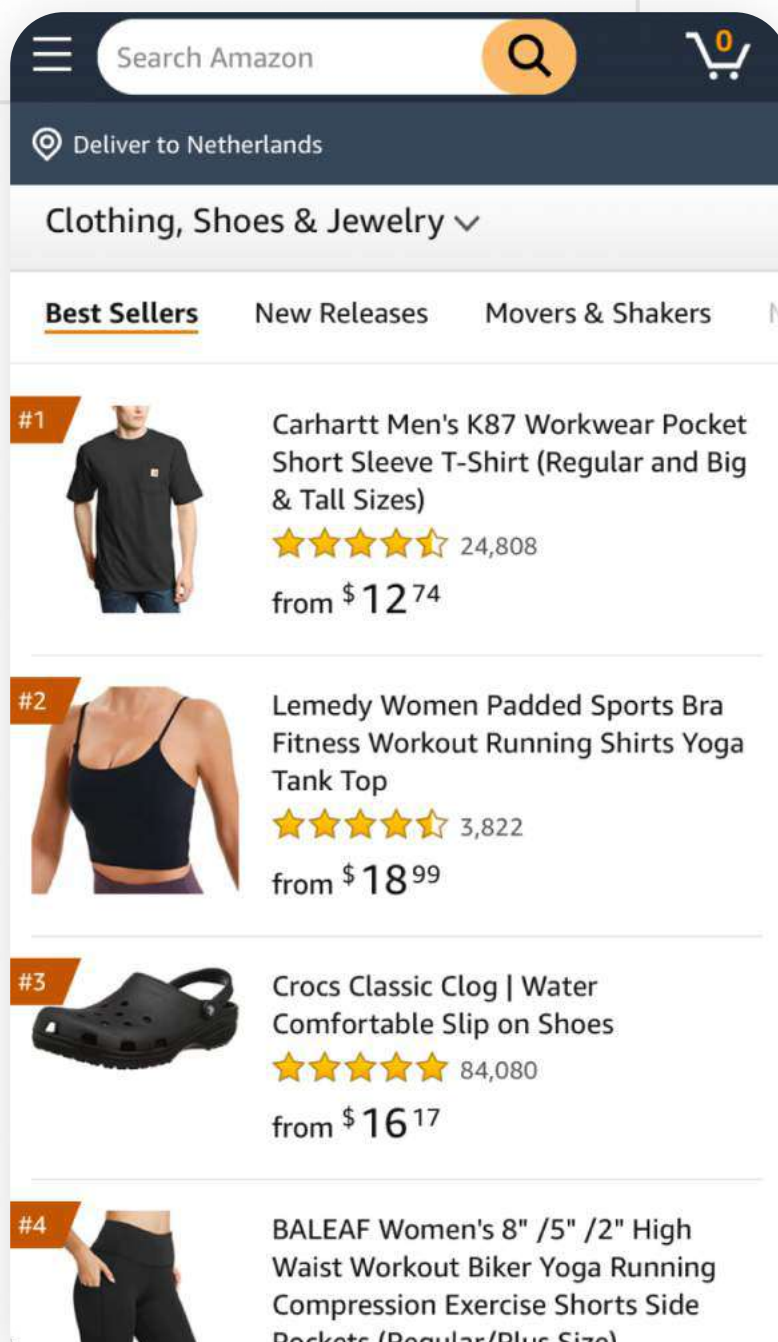 Search Amazon
0
Deliver to Netherlands
Clothing, Shoes & Jewelry
Best Sellers New Releases Movers & Shakers
#1
Carhartt Men's K87 Workwear Pocket
Short Sleeve T-Shirt (Regular and Big
& Tall Sizes)
24,808
from $12 74
#2
Lemedy Women Padded Sports Bra
Fitness Workout Running Shirts Yoga
Tank Top
3,822
from $18 99
#3
Crocs Classic Clog | Water
Comfortable Slip on Shoes
84,080
from $16 17
#4
BALEAF Women's 8" /5" /2" High
Waist Workout Biker Yoga Running
Compression Exercise Shorts Side
Pockets (Regular/Plus Size)